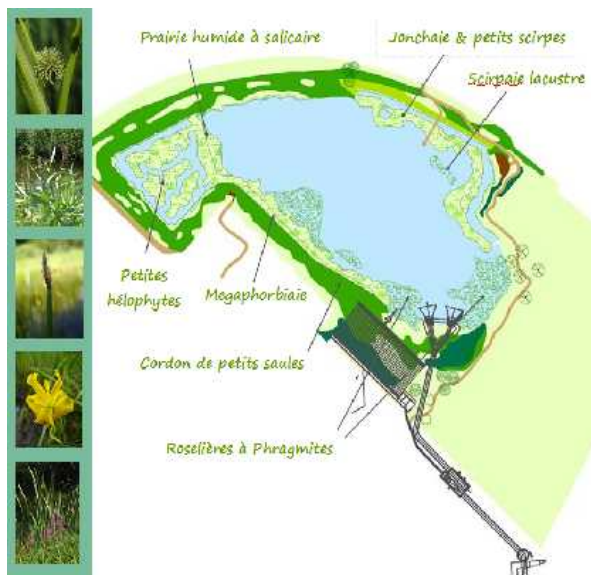 Prairie humide à salicaire
Jonchaie & petits scirpes
Scirpaie lacustre
Petites
hélophytes
Megaphorbiaie
Cordon de petits saules
Roselières à Phragmites